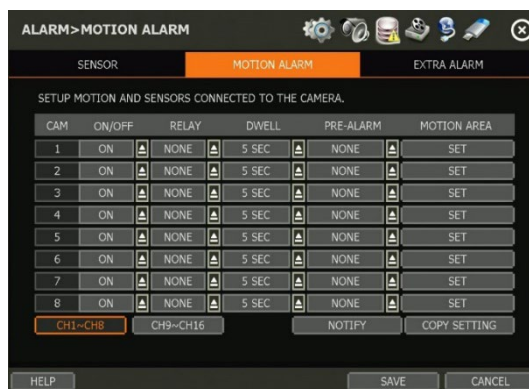 ALARM>MOTION ALARM
SENSOR MOTION ALARM EXTRA ALARM
SETUP MOTION AND SENSORS CONNECTED TO THE CAMERA.
CAM ON/OFF RELAY DWELL PRE-ALARM MOTION AREA
1 ON NONE 5 SEC NONE SET
2 ON NONE 5 SEC NONE SET
3 ON NONE 5 SEC NONE SET
4 ON NONE 5 SEC NONE SET
5 ON NONE 5 SEC NONE SET
6 ON NONE 5 SEC NONE SET
7 ON NONE 5 SEC NONE SET
8 ON NONE 5 SEC NONE SET
CH1~CH8 CH9~CH16 NOTIFY COPY SETTING
HELP SAVE CANCEL